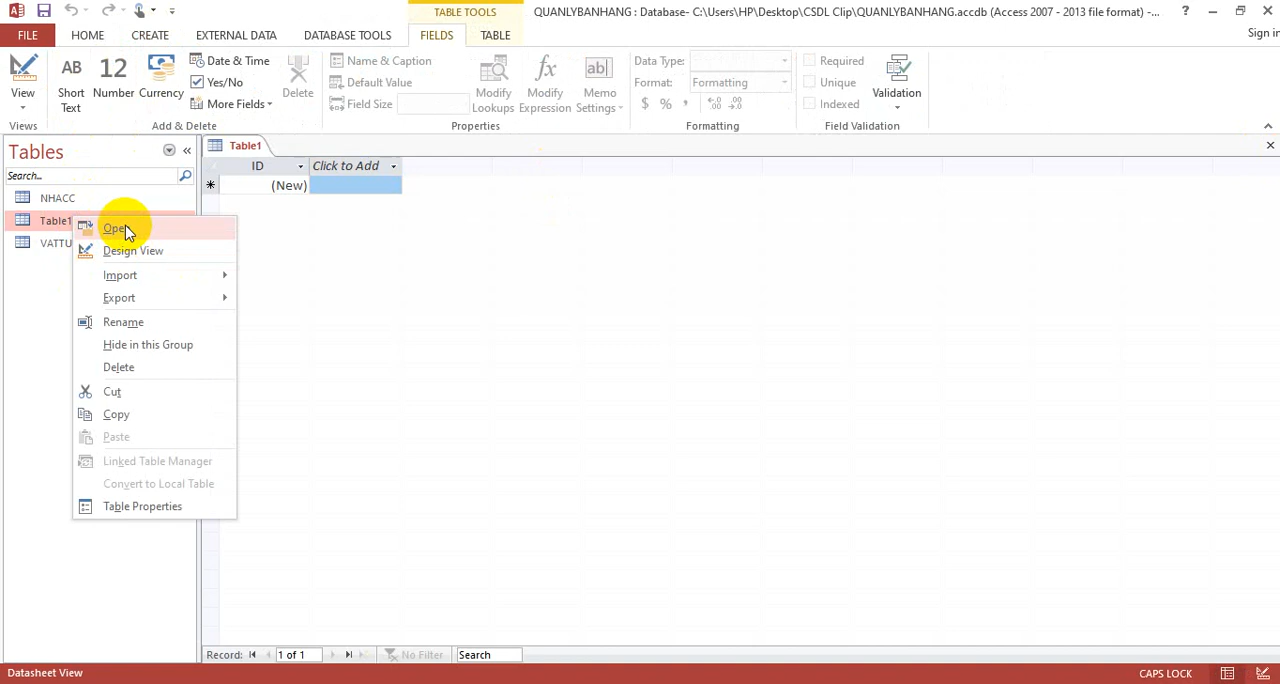 TABLE TOOLS
QUANLYBANHANG : Database- C:\Users\HP\Desktop\CSDL Clip\QUANLYBANHANG.accdb (Access 2007 - 2013 file format) -...
?
FILE
HOME
CREATE
EXTERNAL DATA
DATABASE TOOLS
FIELDS
TABLE
Sign in
View
AB
Short
Text
12
Number
Currency
Date & Time
Yes/No
More Fields
Delete
Name & Caption
Default Value
Field Size
Modify
Lookups
fx
Modify
Expression
ab|
Memo
Settings
Data Type:
Format:
Formatting
$ % ,
Required
Unique
Indexed
Validation
Views
Add & Delete
Properties
Formatting
Field Validation
Tables
Search...
NHACC
Table1
VATTU
Open
Design View
Import
Export
Rename
Hide in this Group
Delete
Cut
Copy
Paste
Linked Table Manager
Convert to Local Table
Table Properties
Table1
ID
Click to Add
(New)
Record:
1 of 1
No Filter
Search
Datasheet View
CAPS LOCK